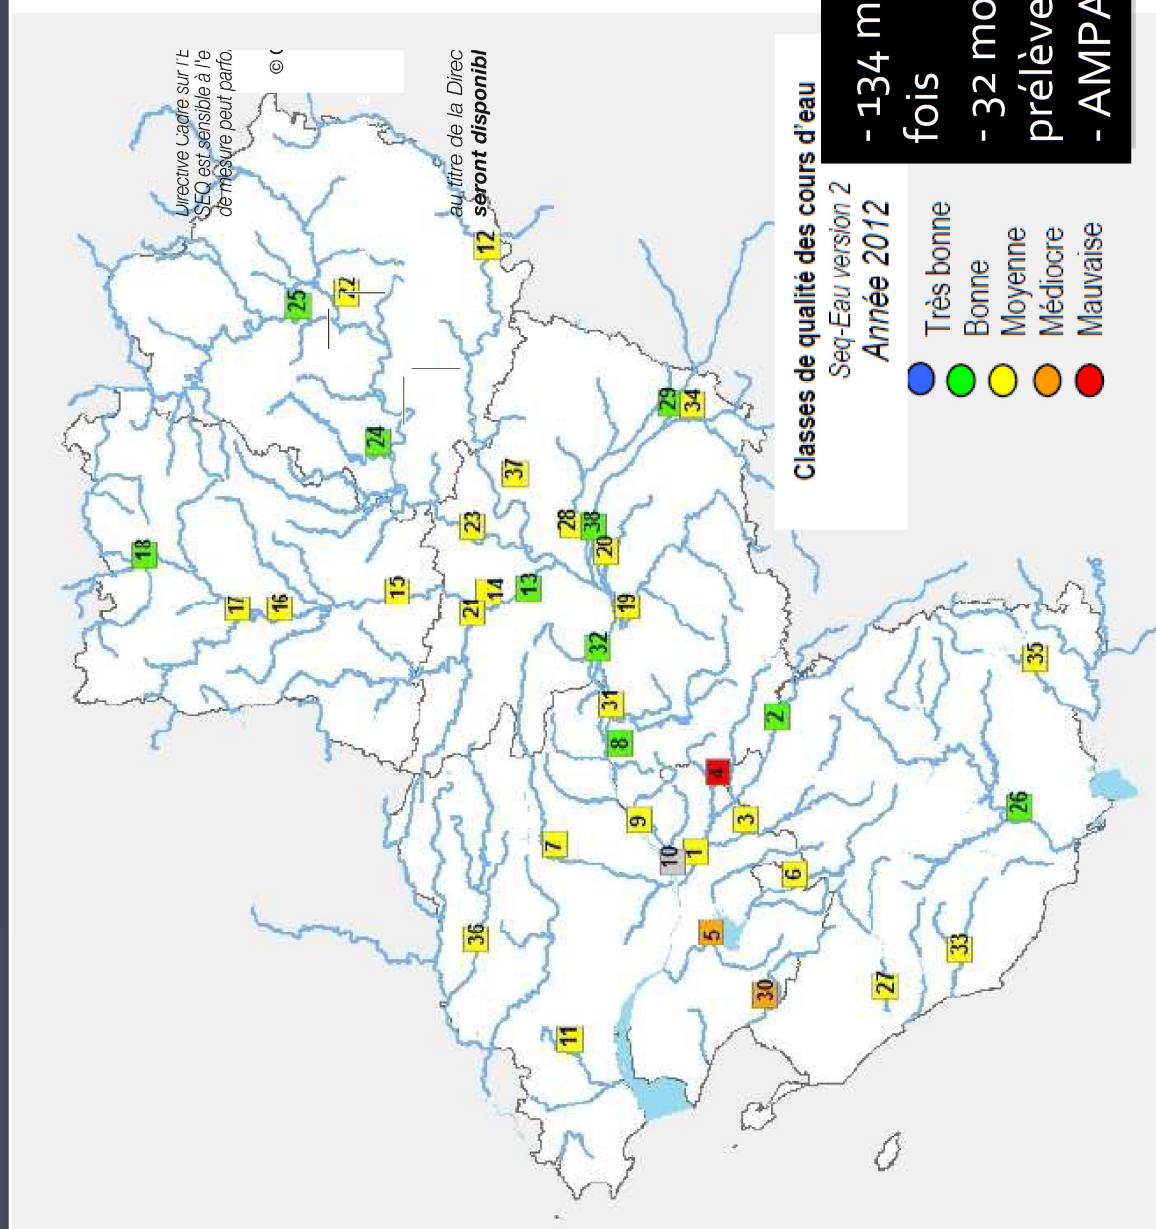 Directive Cadre sur l'E
SEQ est sensible à l'e
de mesure peut parfo
© C
au titre de la Direc
seront disponibl
18
17
16
25
22
24
15
21
23
36
12
14
37
13
7
28
11
38
32
20
31
8
19
9
29
10
34
1
5
4
3
30
2
6
27
33
26
35
Classes de qualité des cours d'eau
Seq-Eau version 2
Année 2012
Très bonne
Bonne
Moyenne
Médiocre
Mauvaise
- 134 m
fois
- 32 mo
prélève
- AMPA